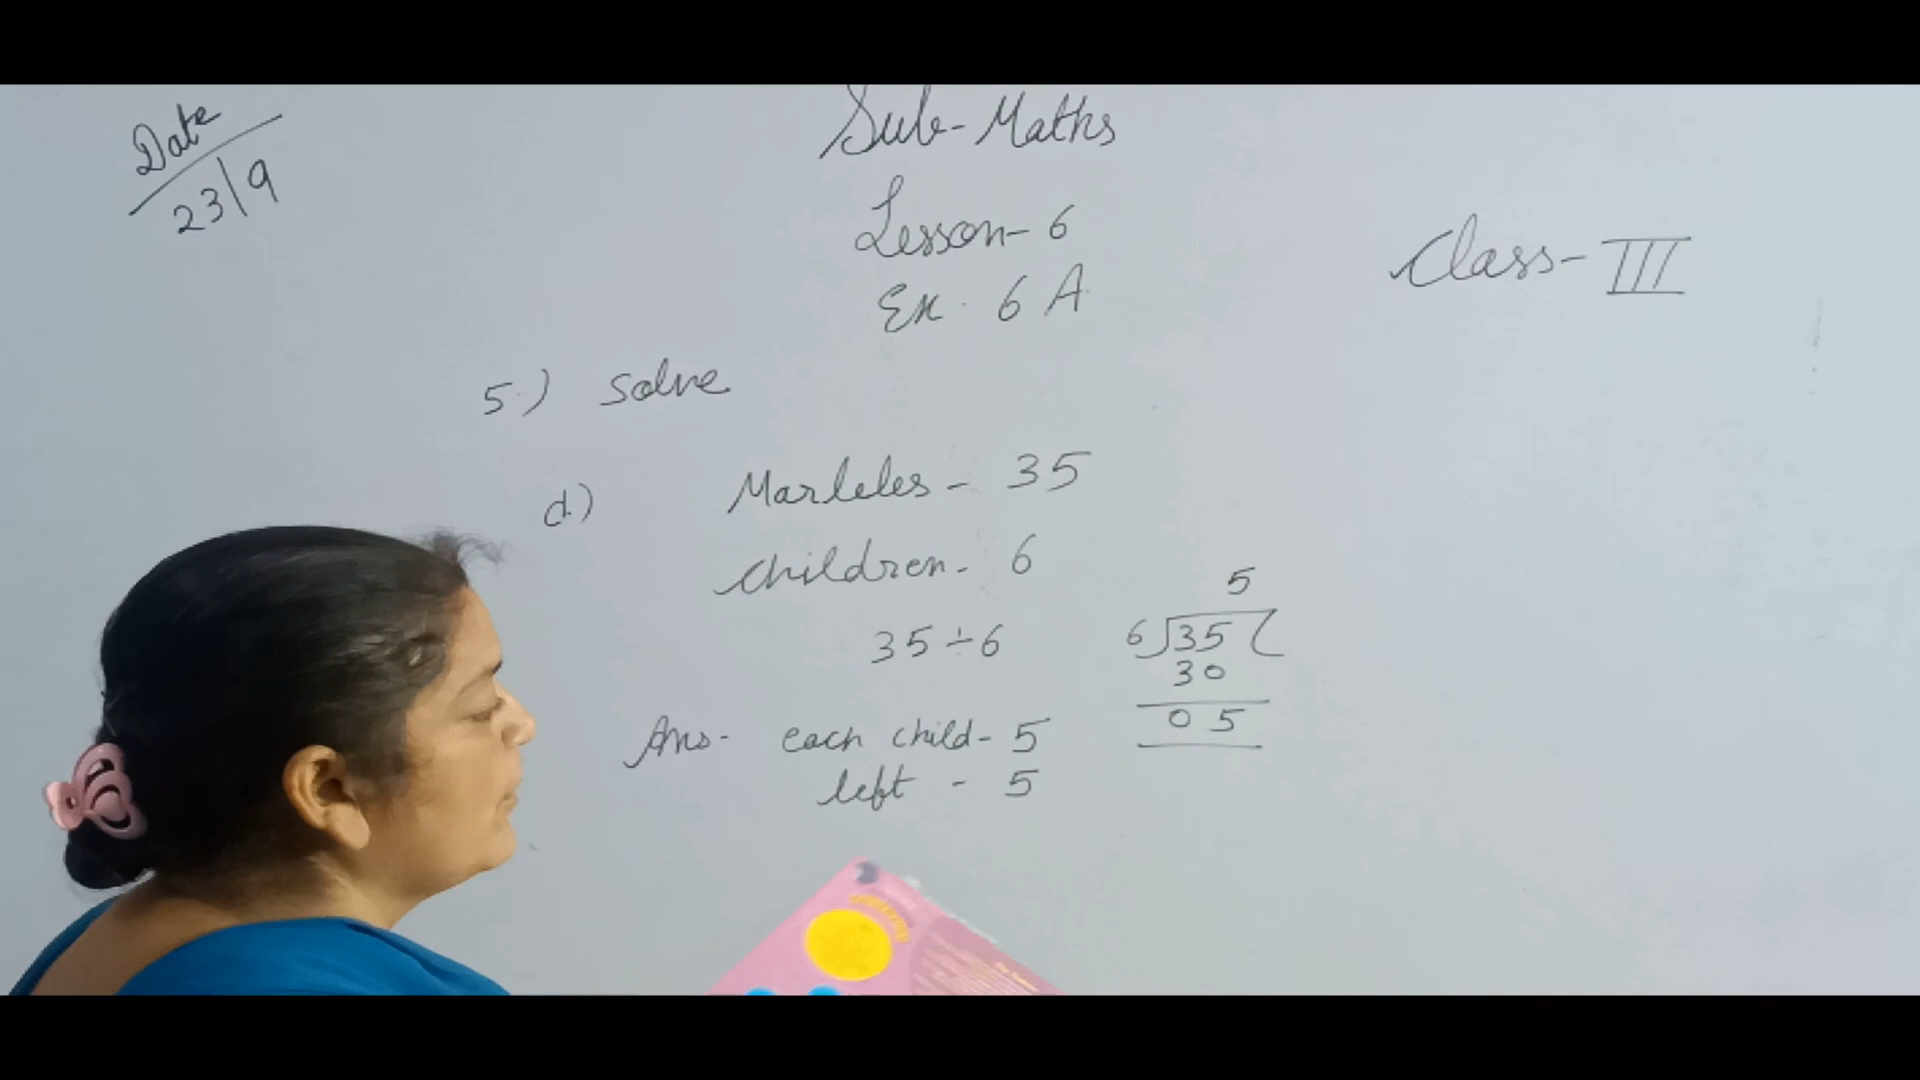 Date
23|9
Sub-Maths
Lesson-6
Ex. 6 A
Class-III
5.) Solve
d.) Marbles - 35
Children - 6
35÷6
5
6)35(
30
05
Ans- each child- 5
left - 5